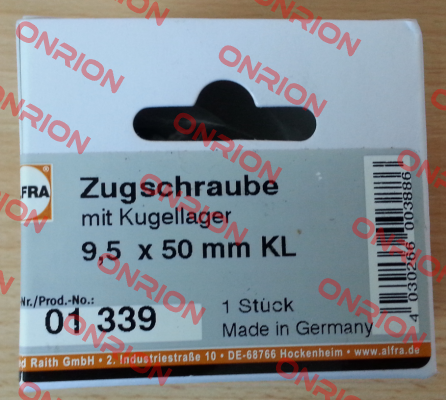 FRA
Zugschraube
mit Kugellager
9,5 x 50 mm KL
Nr./Prod.-No.:
01 339
1 Stück
Made in Germany
4 030266 003886
d Raith GmbH • 2. Industriestraße 10 • DE-68766 Hockenheim • www.alfra.de
ONRION
ONRION
ONRION
ONRION
ONRION
ONRION
ONRION
ONRION
ONRION